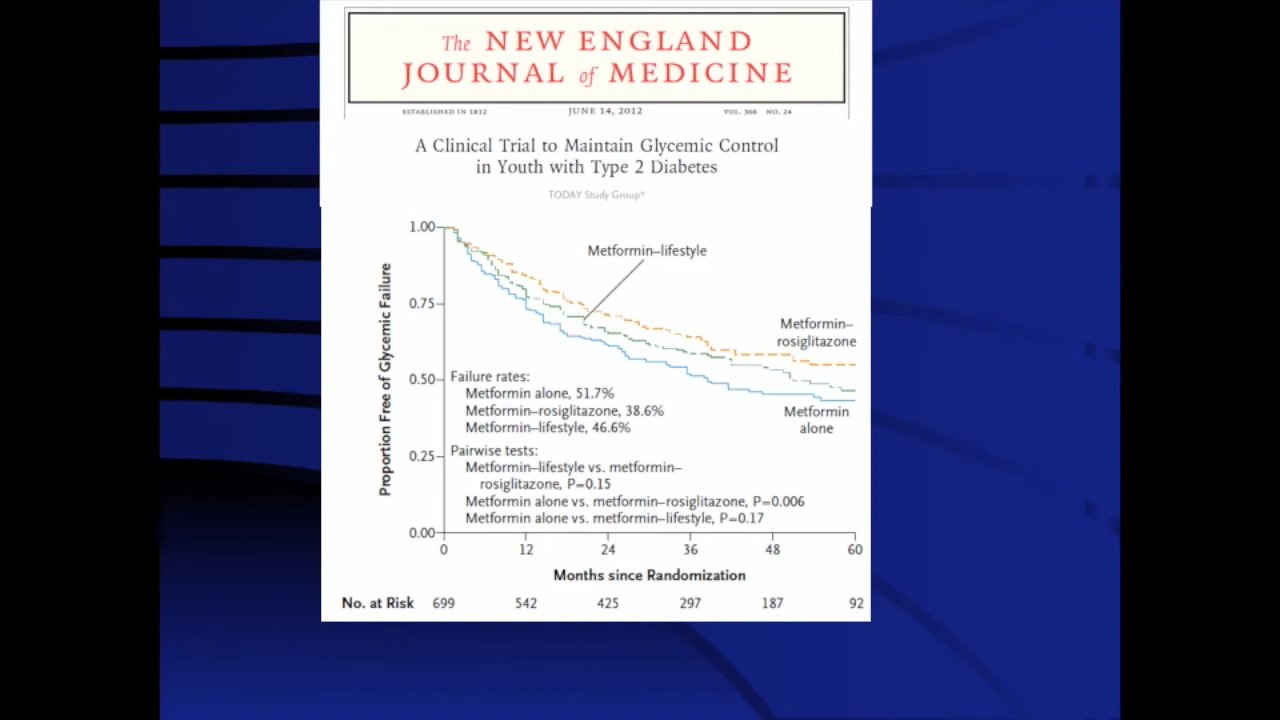 The NEW ENGLAND
JOURNAL of MEDICINE
ESTABLISHED IN 1812 JUNE 14, 2012 VOL. 366 NO. 24
A Clinical Trial to Maintain Glycemic Control
in Youth with Type 2 Diabetes
TODAY Study Group*
Proportion Free of Glycemic Failure
1.00
0.75
0.50
0.25
0.00
Metformin–lifestyle
Metformin–
rosiglitazone
Metformin
alone
Failure rates:
Metformin alone, 51.7%
Metformin–rosiglitazone, 38.6%
Metformin–lifestyle, 46.6%
Pairwise tests:
Metformin–lifestyle vs. metformin–
rosiglitazone, P=0.15
Metformin alone vs. metformin–rosiglitazone, P=0.006
Metformin alone vs. metformin–lifestyle, P=0.17
0 12 24 36 48 60
Months since Randomization
No. at Risk 699 542 425 297 187 92